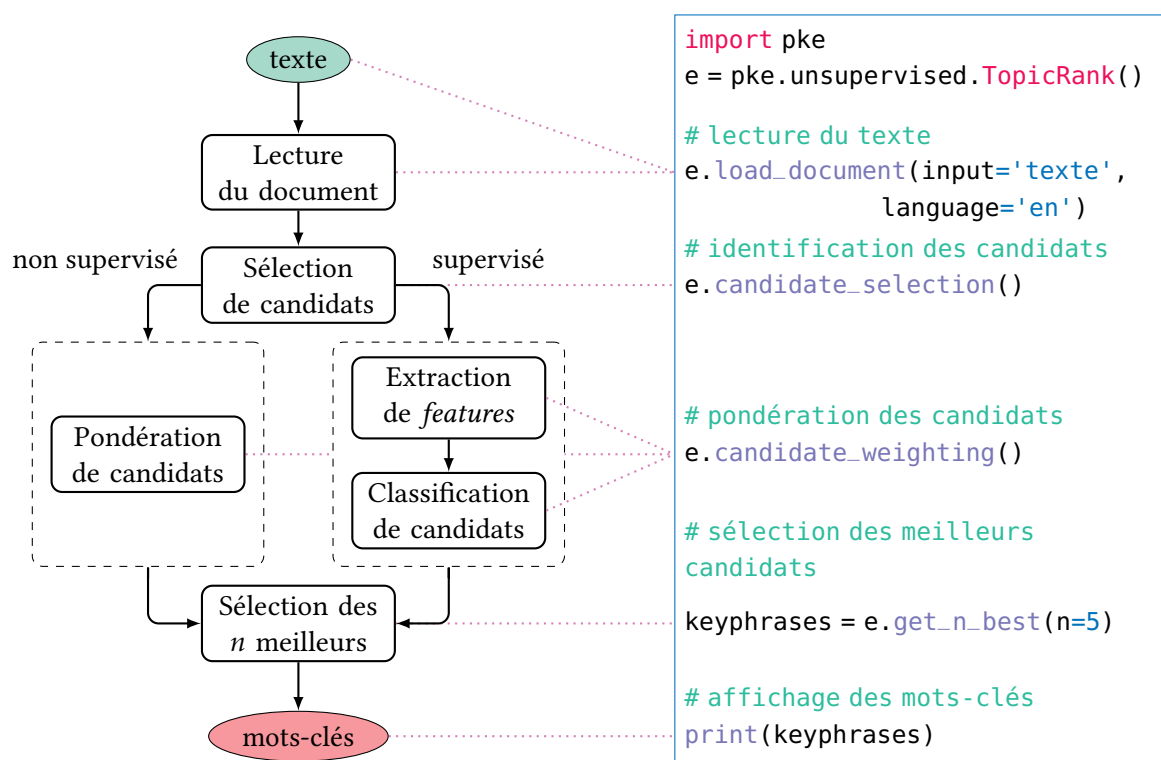 texte
Lecture
du document
non supervisé
supervisé
Sélection
de candidats
Extraction
de features
Pondération
de candidats
Classification
de candidats
Sélection des
n meilleurs
mots-clés
import pke
e = pke.unsupervised.TopicRank()
# lecture du texte
e.load_document(input='texte',
language='en')
# identification des candidats
e.candidate_selection()
# pondération des candidats
e.candidate_weighting()
# sélection des meilleurs
candidats
keyphrases = e.get_n_best(n=5)
# affichage des mots-clés
print(keyphrases)